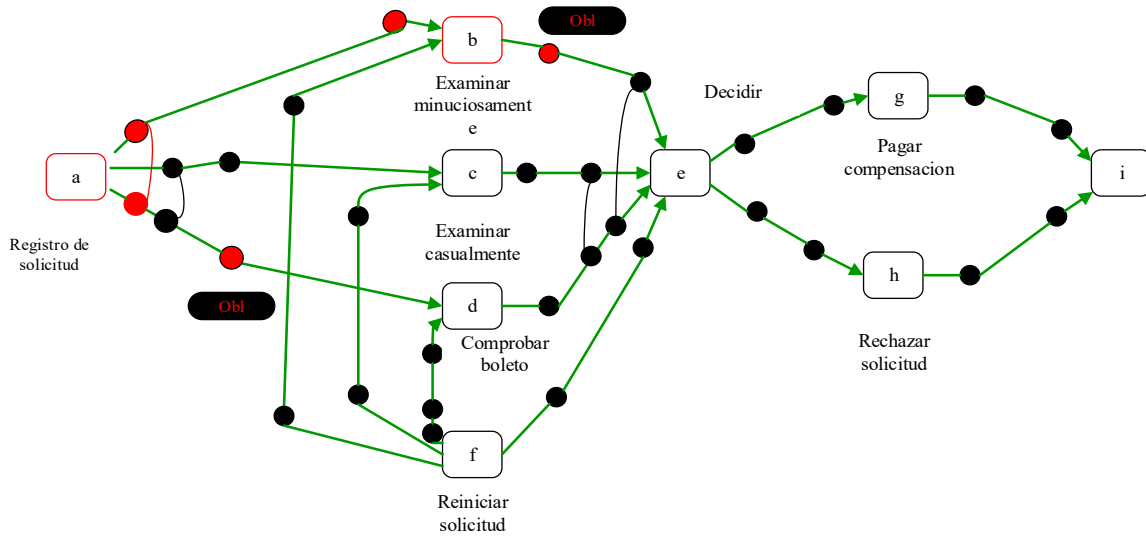 Obl
b
Examinar
minuciosament
e
Decidir
g
Pagar
compensacion
a
c
e
i
Registro de
solicitud
Examinar
casualmente
h
Obl
d
Comprobar
boleto
Rechazar
solicitud
f
Reiniciar
solicitud